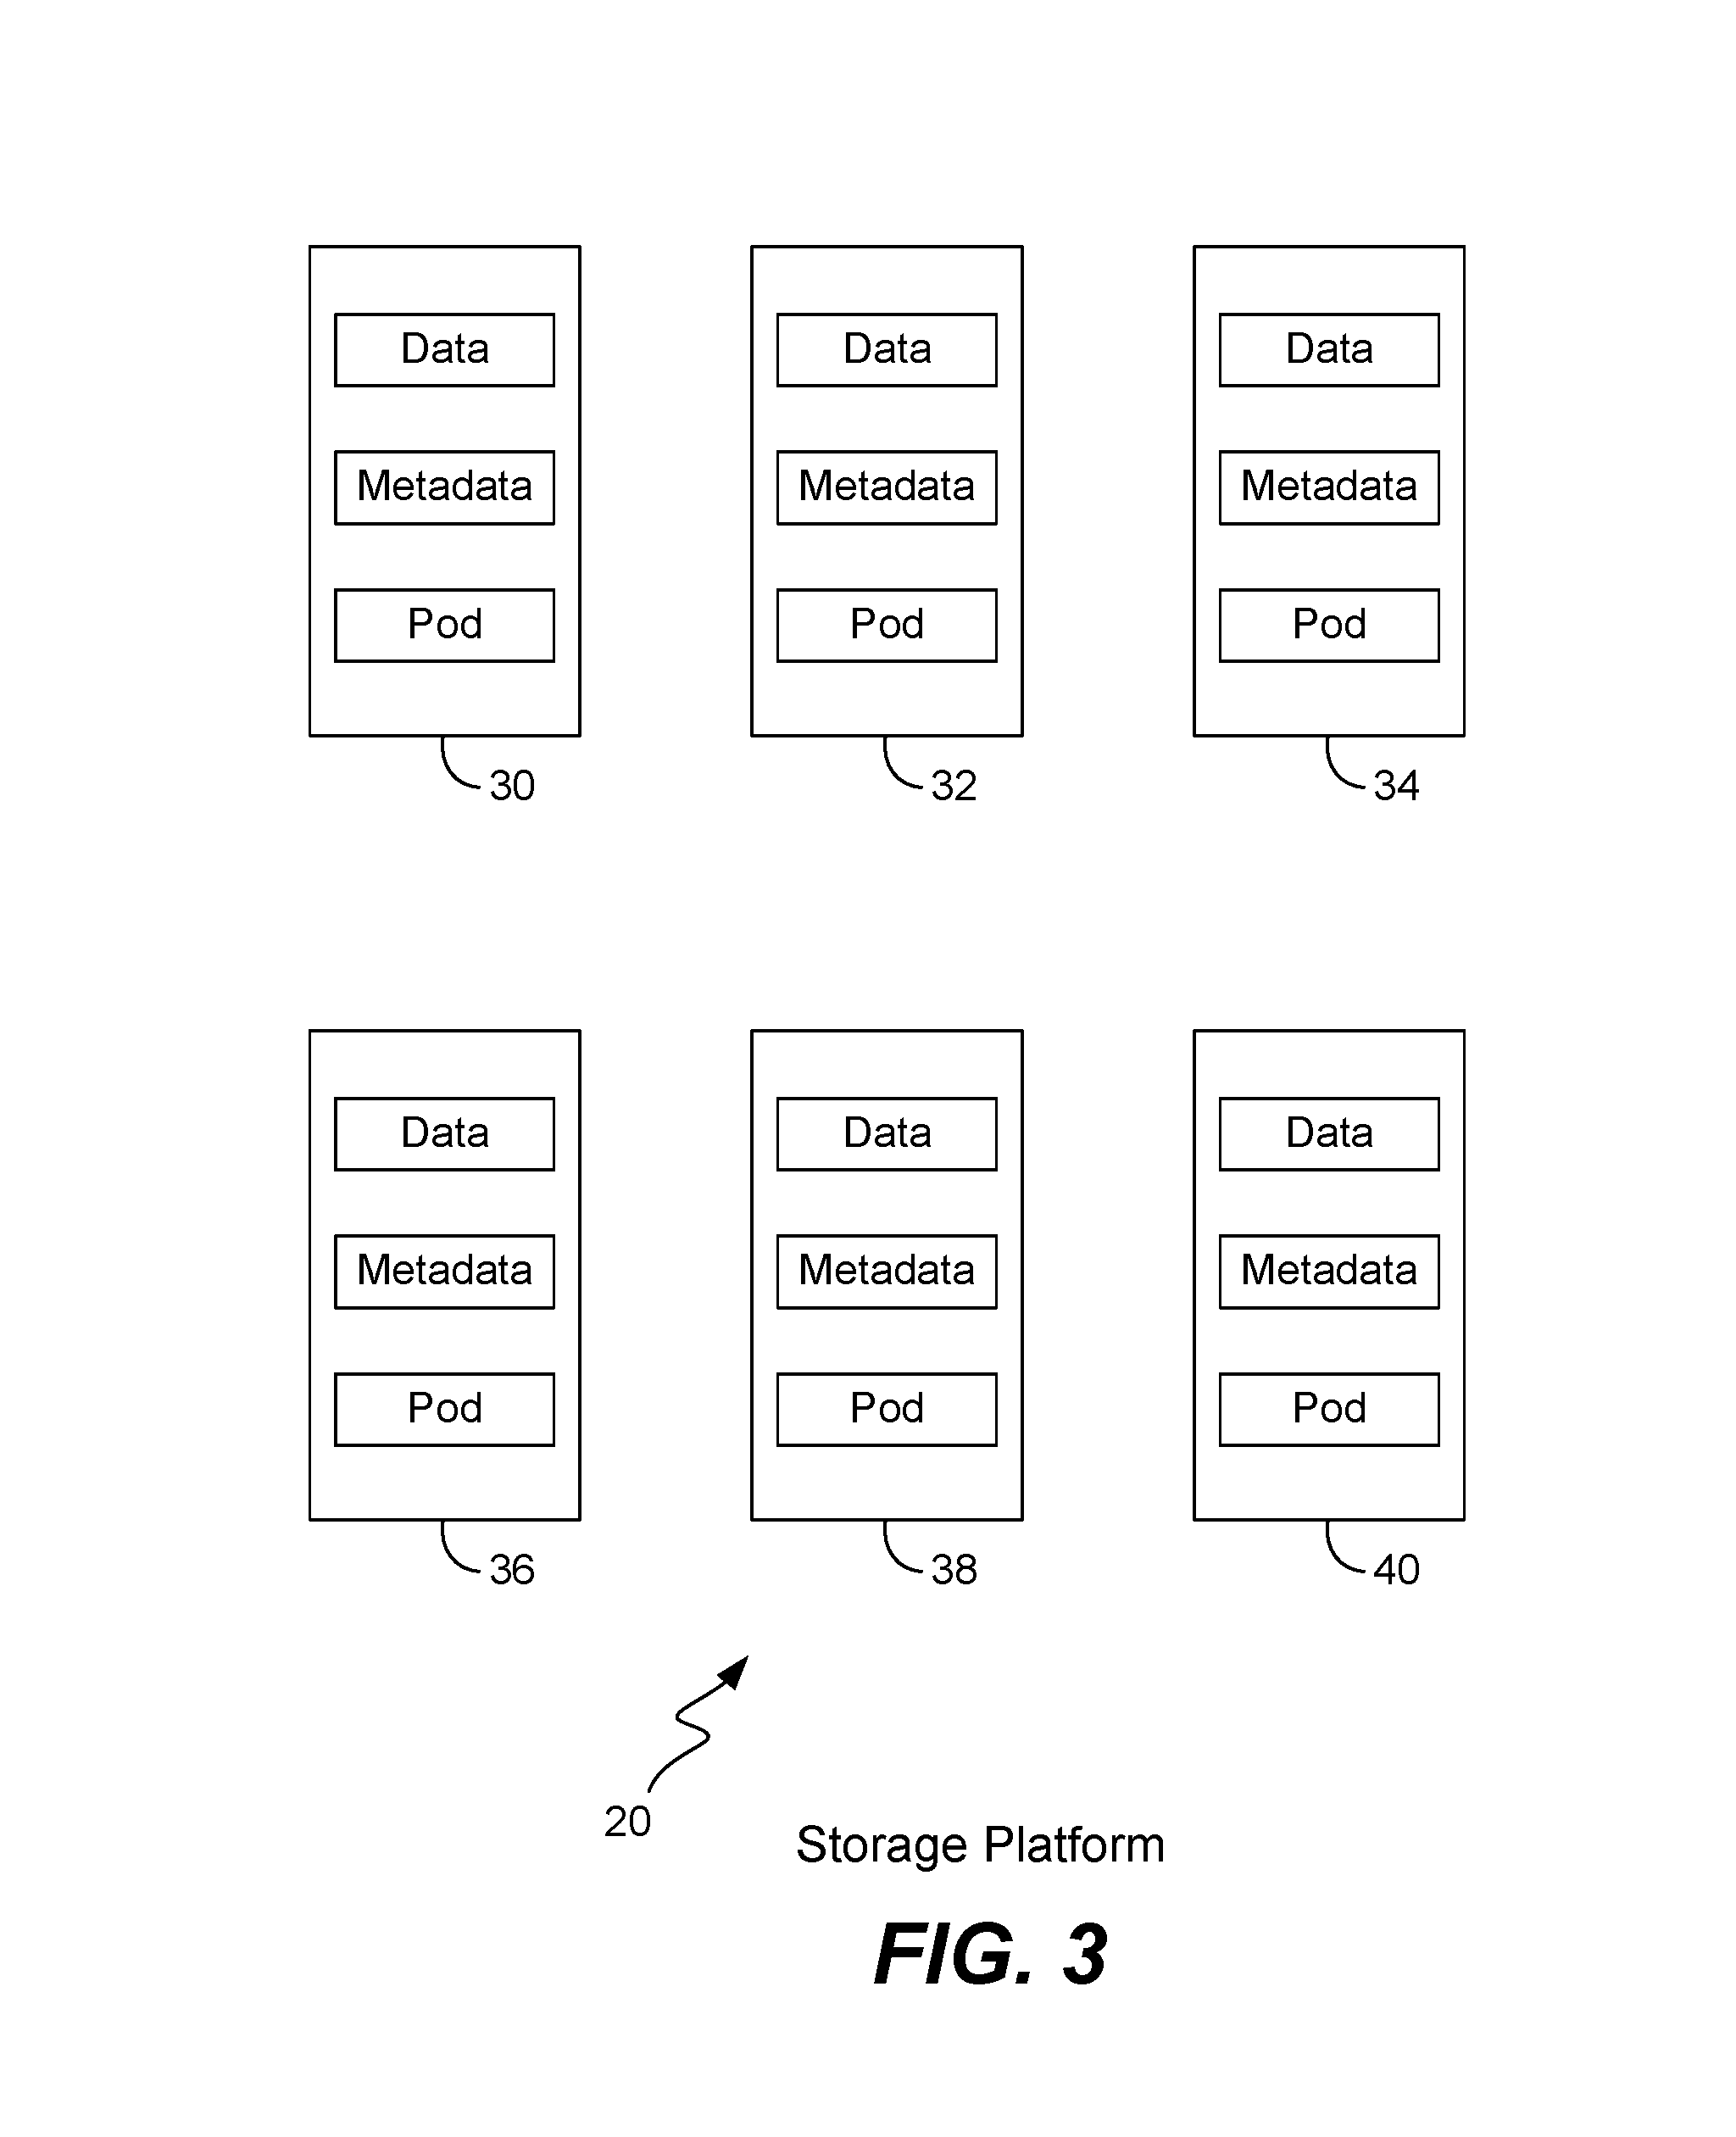 Data Data Data
Metadata Metadata Metadata
Pod Pod Pod
30 32 34
Data Data Data
Metadata Metadata Metadata
Pod Pod Pod
36 38 40
20
Storage Platform
FIG. 3